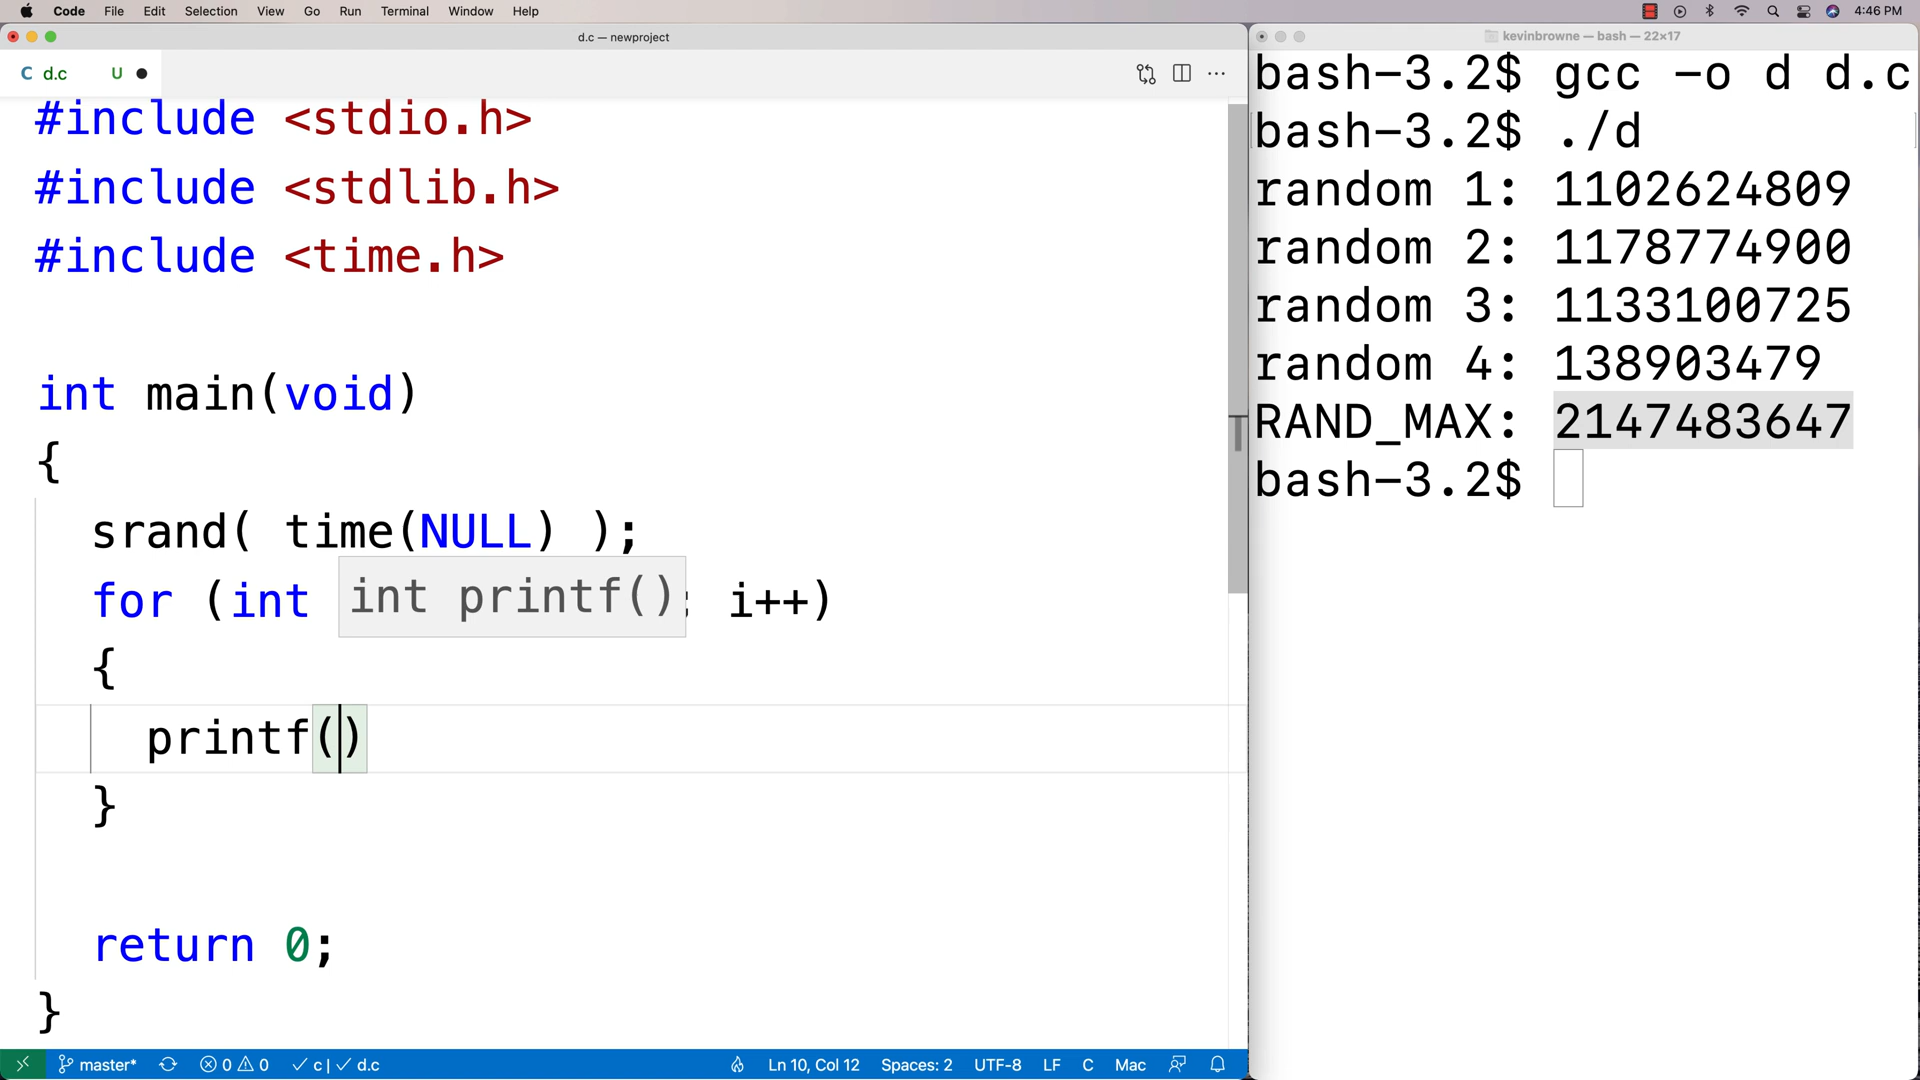 Code File Edit Selection View Go Run Terminal Window Help 4:46 PM
d.c — newproject
C d.c U
#include <stdio.h>
#include <stdlib.h>
#include <time.h>
int main(void)
{
srand( time(NULL) );
for (int int printf() ; i++)
{
printf()
}
return 0;
}
master* 0 0 c | d.c Ln 10, Col 12 Spaces: 2 UTF-8 LF C Mac
kevinbrowne — bash — 22×17
bash-3.2$ gcc -o d d.c
bash-3.2$ ./d
random 1: 1102624809
random 2: 1178774900
random 3: 1133100725
random 4: 138903479
RAND_MAX: 2147483647
bash-3.2$